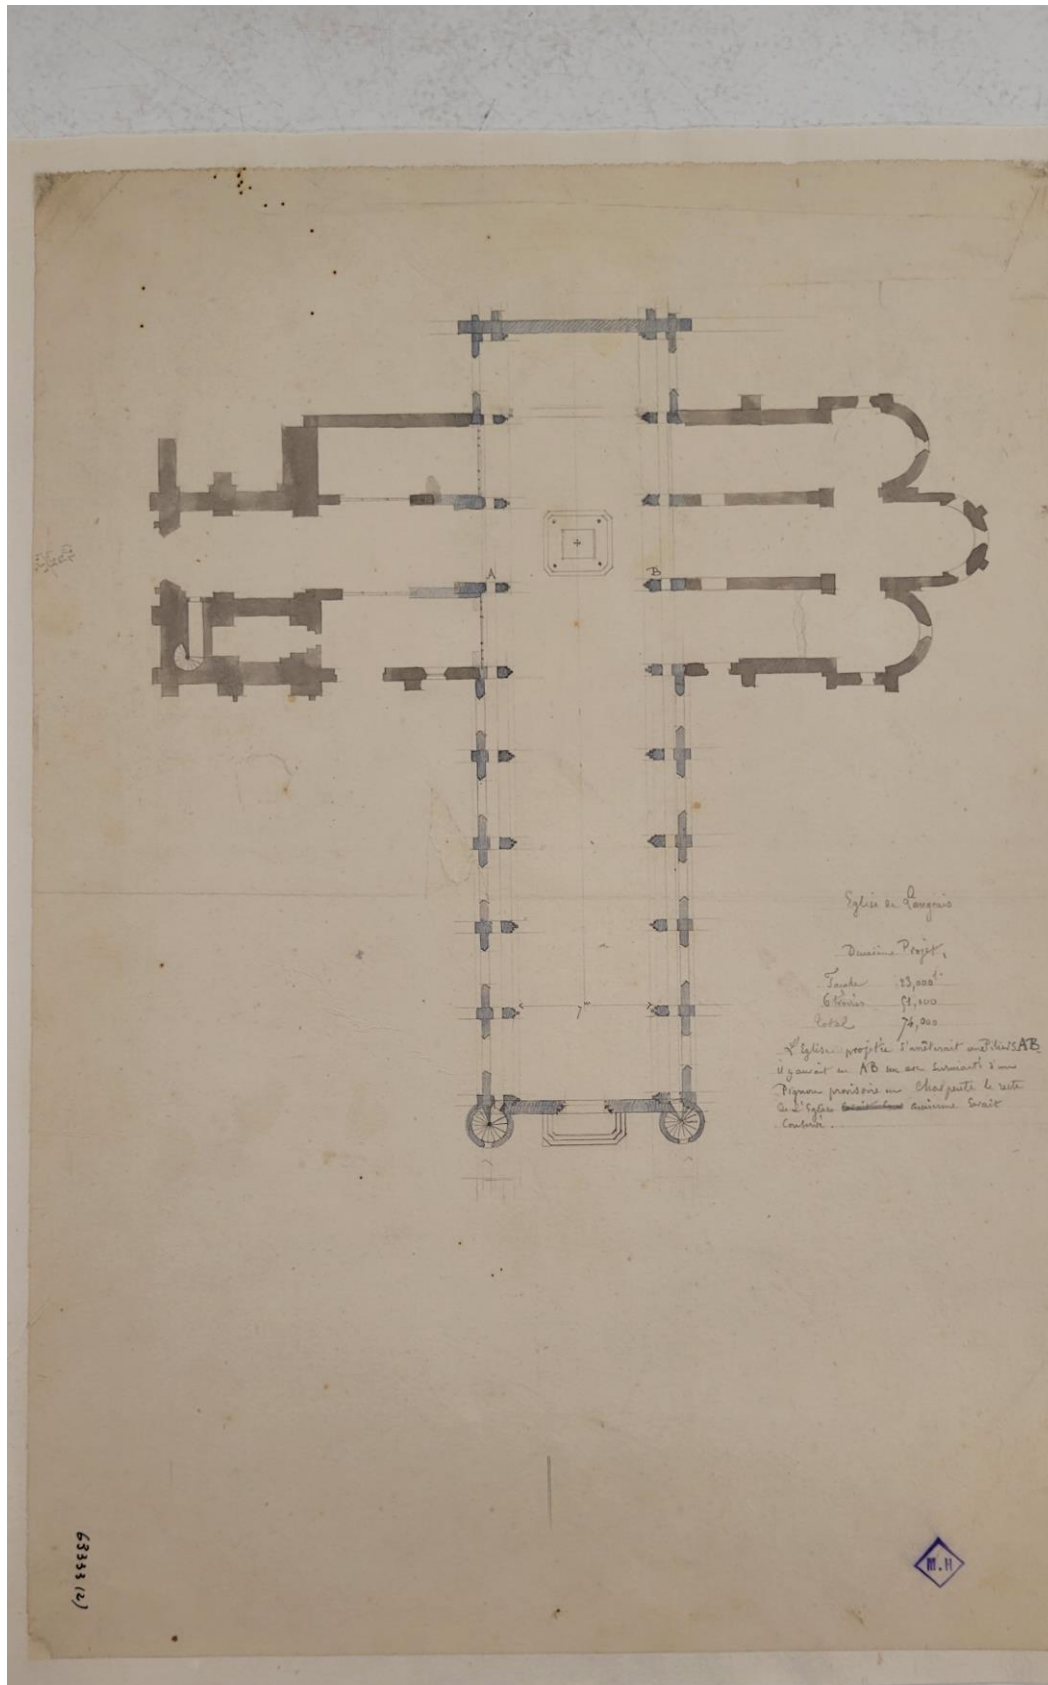 A
B
Eglise de Langeais
Deuxième Projet,
Façade 23,000
6 travées 51,000
total 74,000
L'Eglise projetée s'arrêterait aux Piliers AB
il y aurait en AB un arc surmonté d'un
Pignon provisoire en Charpente le reste
de L'Eglise ancienne serait
Conservé.
7m
63333 (2)
M.H